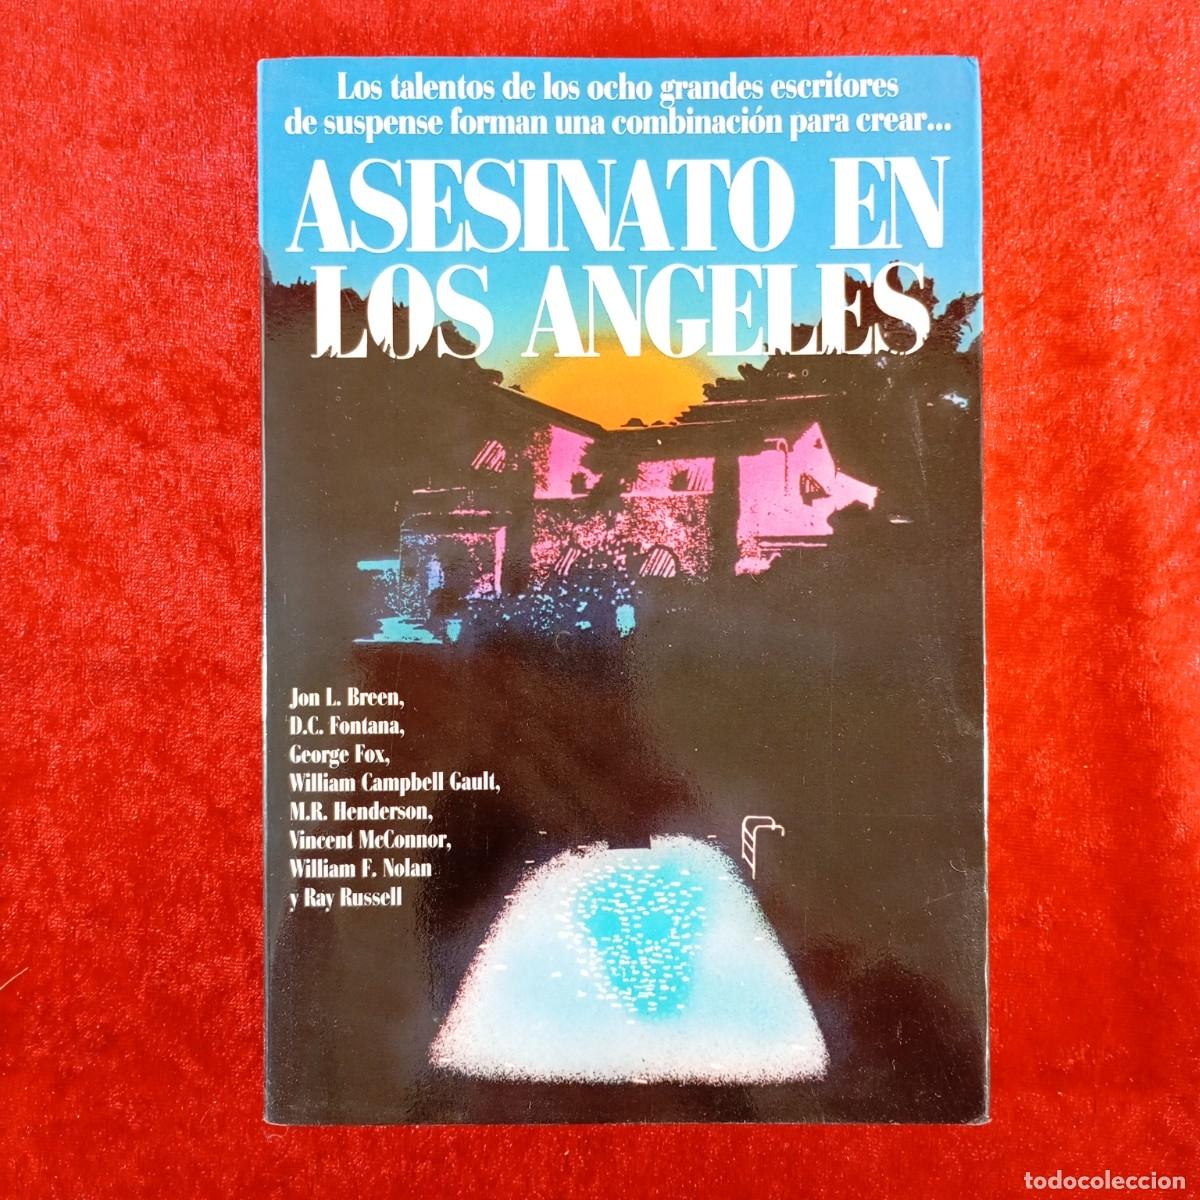 Los talentos de los ocho grandes escritores
de suspense forman una combinación para crear...
ASESINATO EN
LOS ANGELES
Jon L. Breen,
D.C. Fontana,
George Fox,
William Campbell Gault,
M.R. Henderson,
Vincent McConnor,
William F. Nolan
y Ray Russell
todocoleccion